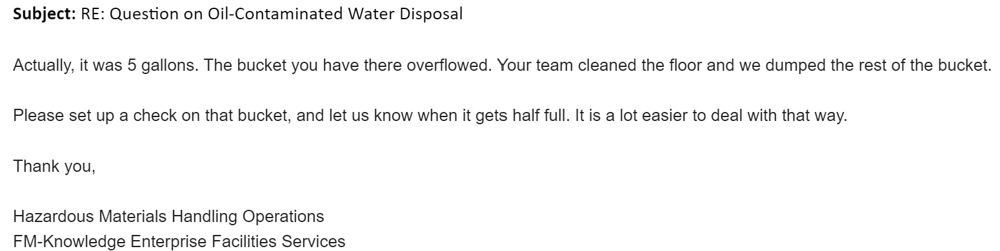 Subject: RE: Question on Oil-Contaminated Water Disposal
Actually, it was 5 gallons. The bucket you have there overflowed. Your team cleaned the floor and we dumped the rest of the bucket.
Please set up a check on that bucket, and let us know when it gets half full. It is a lot easier to deal with that way.
Thank you,
Hazardous Materials Handling Operations
FM-Knowledge Enterprise Facilities Services